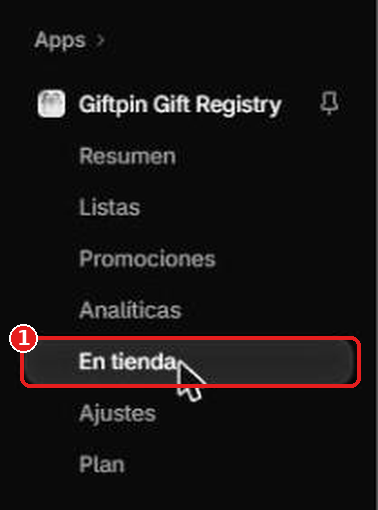 Apps >
Giftpin Gift Registry
Resumen
Listas
Promociones
Analíticas
1
En tienda
Ajustes
Plan